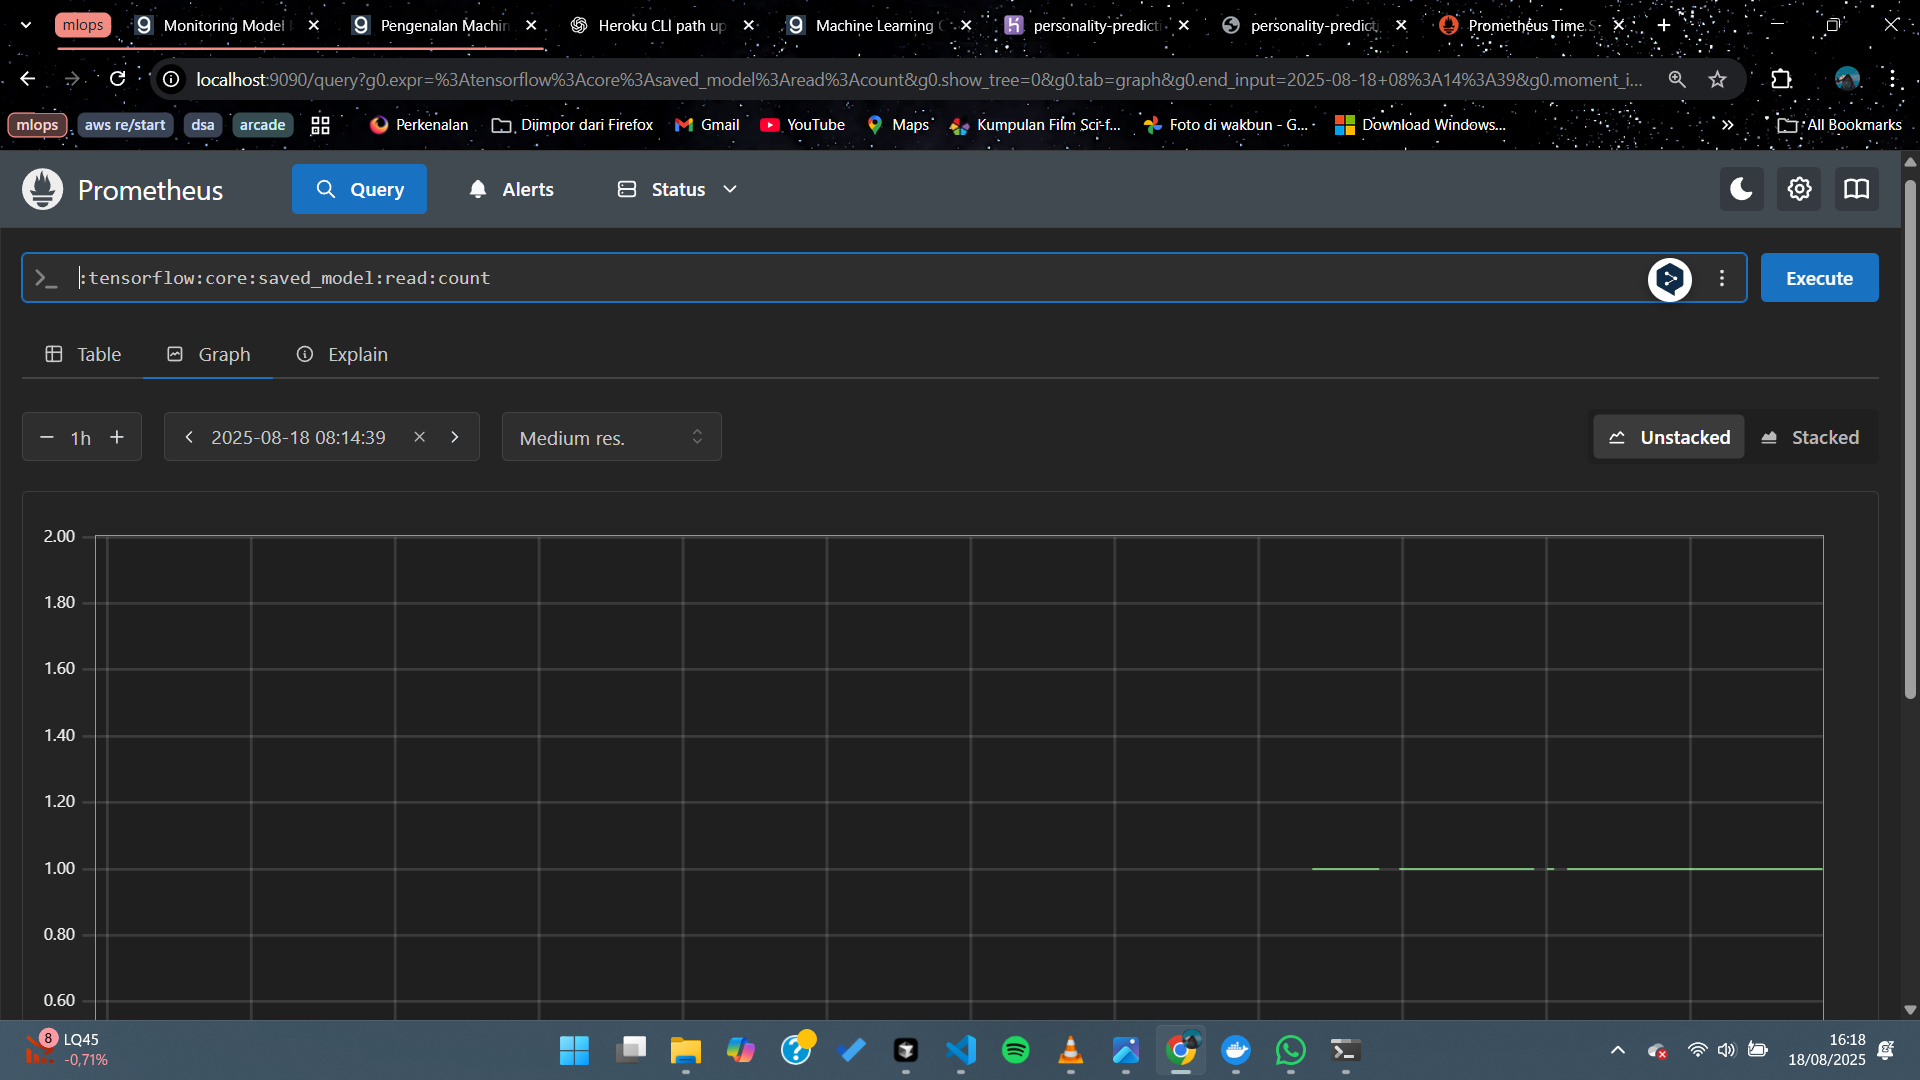 mlops
Monitoring Model
Pengenalan Machin
Heroku CLI path up
Machine Learning
personality-predicti
personality-predic
Prometheus Time S
localhost:9090/query?g0.expr=%3Atensorflow%3Acore%3Asaved_model%3Aread%3Acount&g0.show_tree=0&g0.tab=graph&g0.end_input=2025-08-18+08%3A14%3A39&g0.moment_i...
mlops
aws re/start
dsa
arcade
Perkenalan
Diimpor dari Firefox
Gmail
YouTube
Maps
Kumpulan Film Sci-f...
Foto di wakbun - G...
Download Windows...
All Bookmarks
Prometheus
Query
Alerts
Status
:tensorflow:core:saved_model:read:count
Execute
Table
Graph
Explain
1h
2025-08-18 08:14:39
Medium res.
Unstacked
Stacked
2.00
1.80
1.60
1.40
1.20
1.00
0.80
0.60
8
LQ45
-0,71%
16:18
18/08/2025